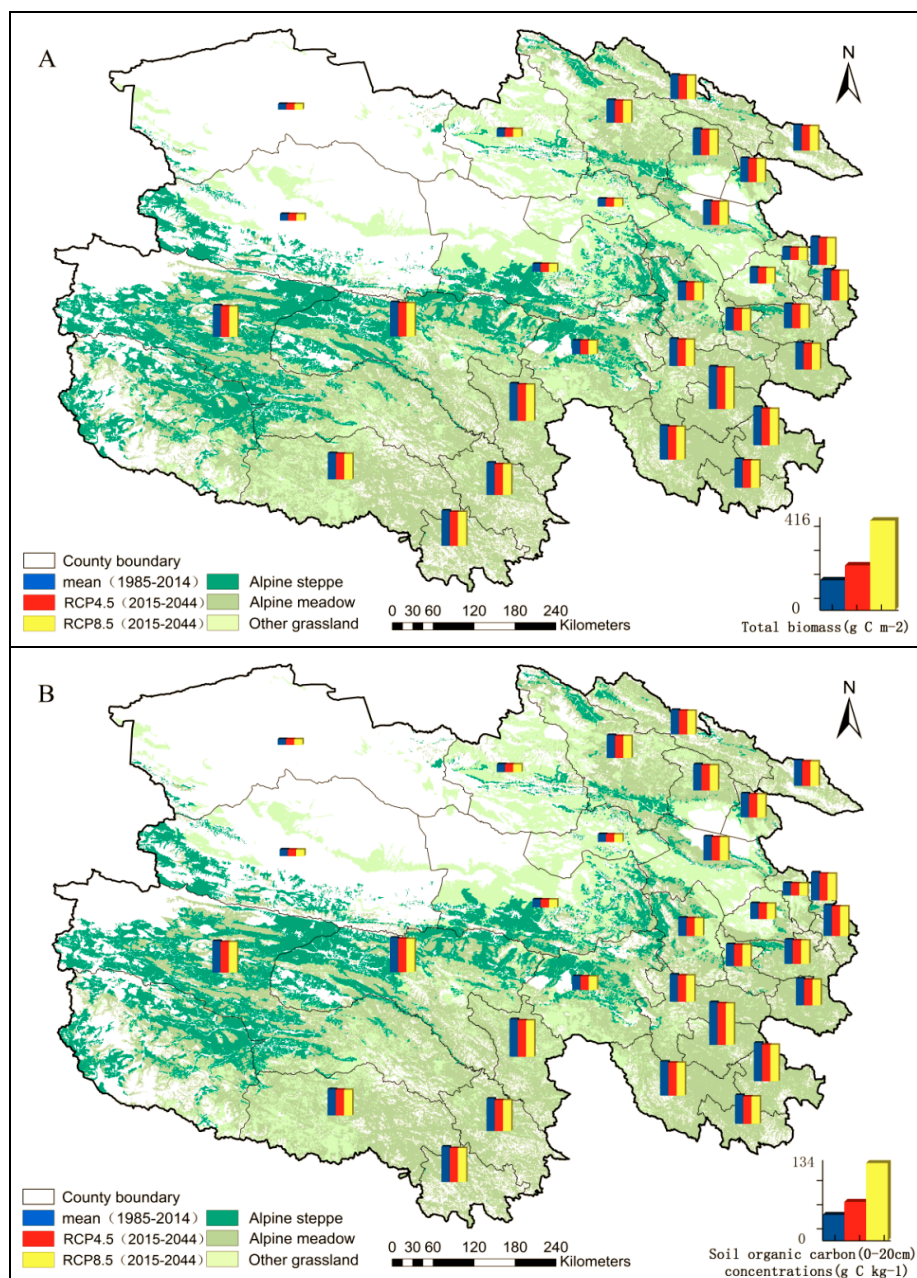 A
N
County boundary
mean（1985-2014）
RCP4.5（2015-2044）
RCP8.5（2015-2044）
Alpine steppe
Alpine meadow
Other grassland
0 30 60 120 180 240
Kilometers
416
0
Total biomass(g C m-2)
B
N
County boundary
mean（1985-2014）
RCP4.5（2015-2044）
RCP8.5（2015-2044）
Alpine steppe
Alpine meadow
Other grassland
0 30 60 120 180 240
Kilometers
134
0
Soil organic carbon(0-20cm)
concentrations(g C kg-1)